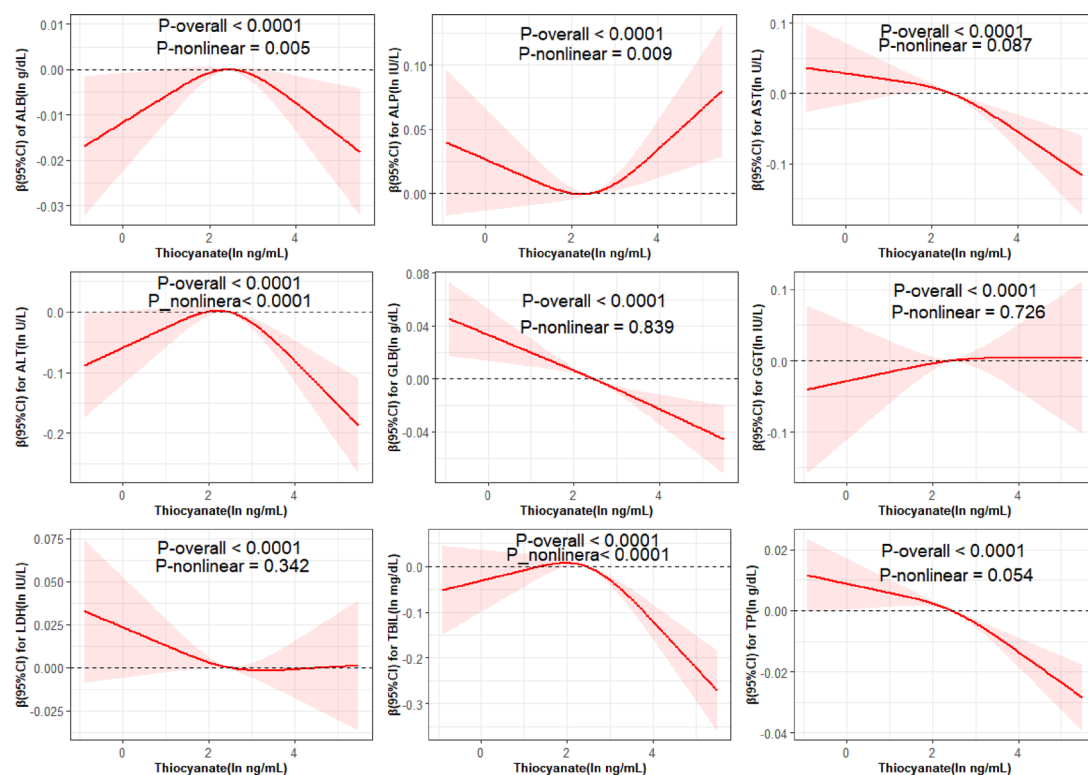 P-overall < 0.0001
P-nonlinear = 0.005
β(95%CI) of ALB(ln g/dL)
0.00
-0.01
-0.02
-0.03
0 2 4
Thiocyanate(ln ng/mL)
P-overall < 0.0001
P-nonlinear = 0.009
β(95%CI) for ALP(ln IU/L)
0.10
0.05
0.00
0 2 4
Thiocyanate(ln ng/mL)
P-overall < 0.0001
P-nonlinear = 0.087
β(95%CI) for AST(ln U/L)
0.1
0.0
-0.1
0 2 4
Thiocyanate(ln ng/mL)
P-overall < 0.0001
P_nonlinera< 0.0001
β(95%CI) for ALT(ln U/L)
0.0
-0.1
-0.2
0 2 4
Thiocyanate(ln ng/mL)
P-overall < 0.0001
P-nonlinear = 0.839
β(95%CI) for GLB(ln g/dL)
0.08
0.04
0.00
-0.04
0 2 4
Thiocyanate(ln ng/mL)
P-overall < 0.0001
P-nonlinear = 0.726
β(95%CI) for GGT(ln IU/L)
0.1
0.0
-0.1
0 2 4
Thiocyanate(ln ng/mL)
P-overall < 0.0001
P-nonlinear = 0.342
β(95%CI) for LDH(ln IU/L)
0.075
0.050
0.025
0.000
-0.025
0 2 4
Thiocyanate(ln ng/mL)
P-overall < 0.0001
P_nonlinera< 0.0001
β(95%CI) for TBIL(ln mg/dL)
0.0
-0.1
-0.2
-0.3
0 2 4
Thiocyanate(ln ng/mL)
P-overall < 0.0001
P-nonlinear = 0.054
β(95%CI) for TP(ln g/dL)
0.02
0.00
-0.02
-0.04
0 2 4
Thiocyanate(ln ng/mL)